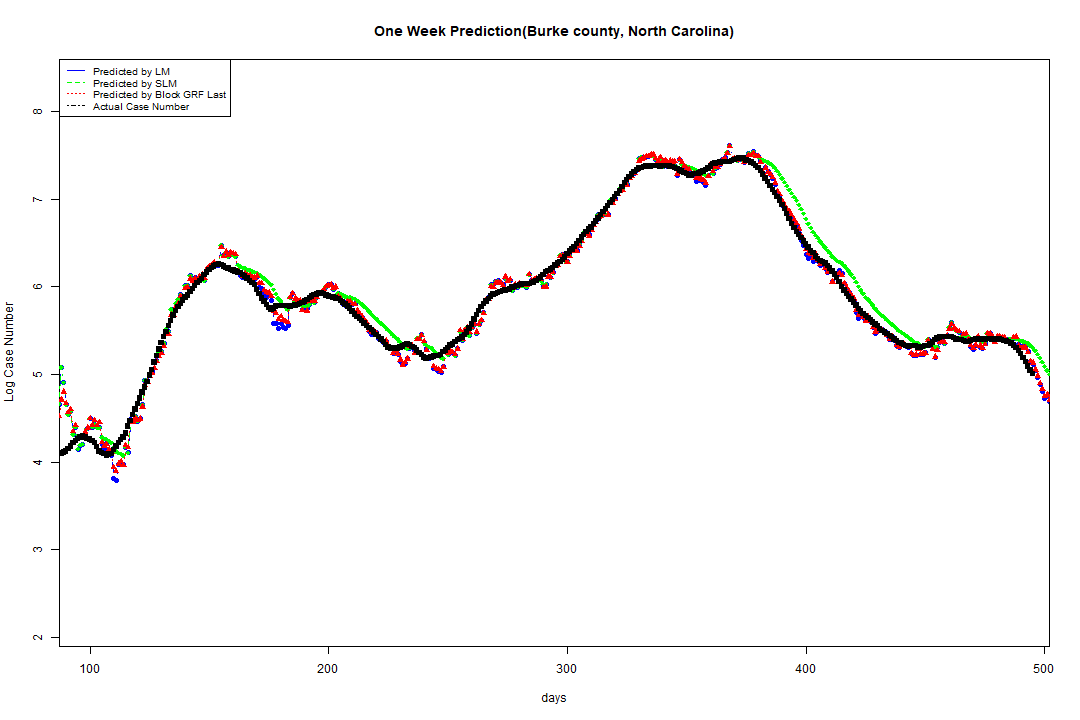 One Week Prediction(Burke county, North Carolina)
Predicted by LM
Predicted by SLM
Predicted by Block GRF Last
Actual Case Number
8
7
6
5
4
3
2
Log Case Number
100 200 300 400 500
days